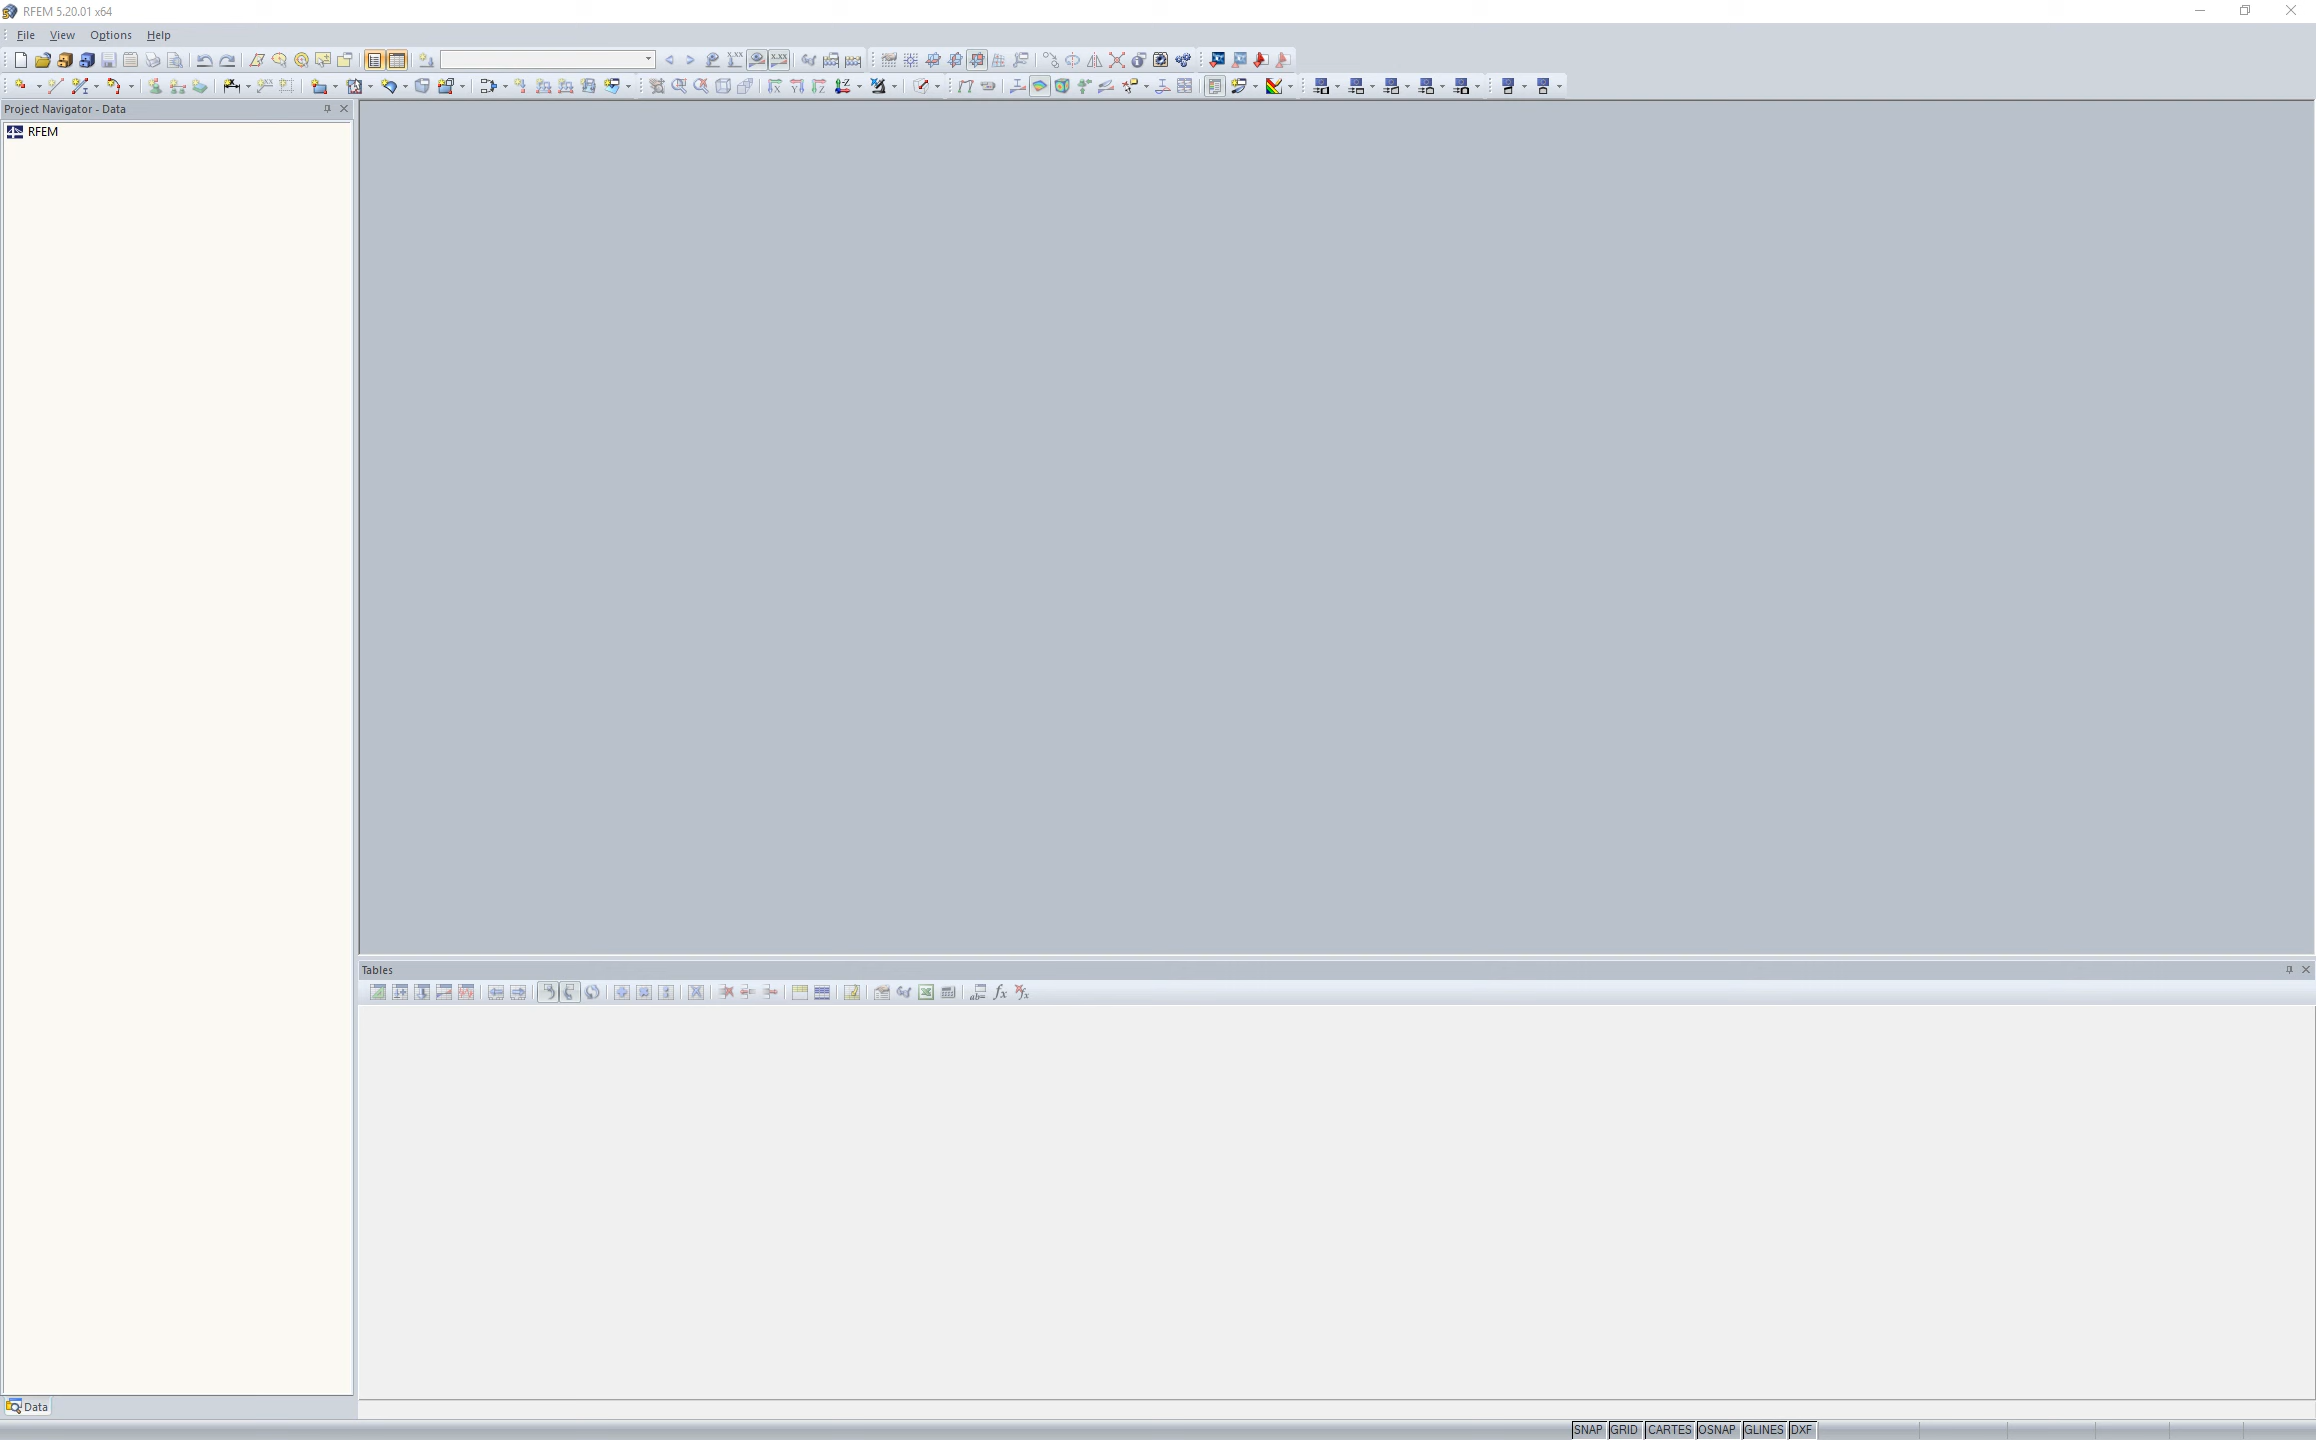 RFEM 5.20.01 x64
File View Options Help
Project Navigator - Data
RFEM
Tables
Data
SNAP GRID CARTES OSNAP GLINES DXF